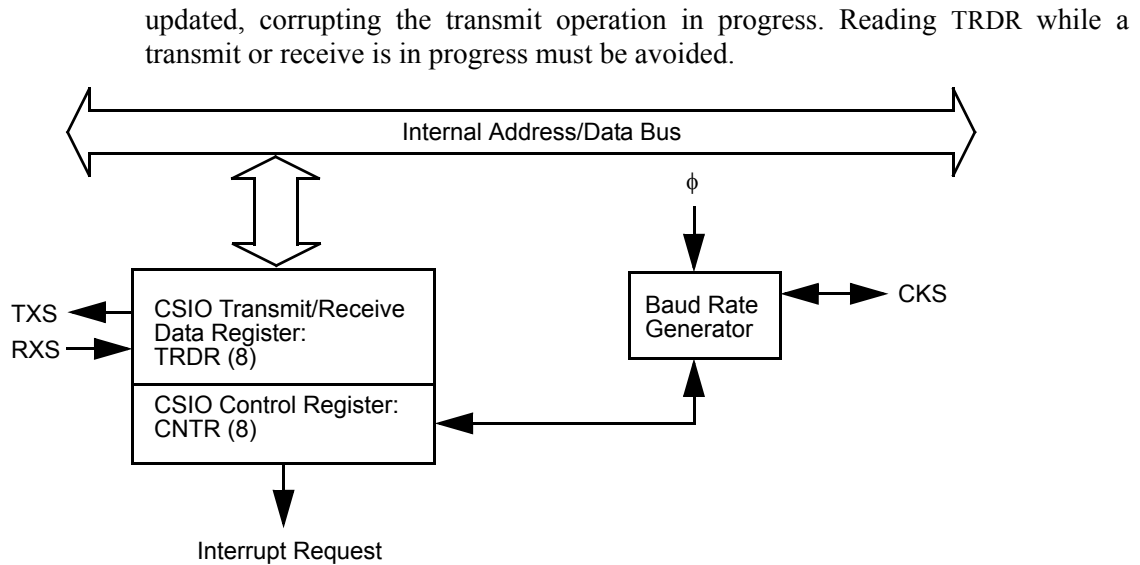 updated, corrupting the transmit operation in progress. Reading TRDR while a
transmit or receive is in progress must be avoided.
Internal Address/Data Bus
ϕ
TXS
RXS
CSIO Transmit/Receive
Data Register:
TRDR (8)
CSIO Control Register:
CNTR (8)
Baud Rate
Generator
CKS
Interrupt Request